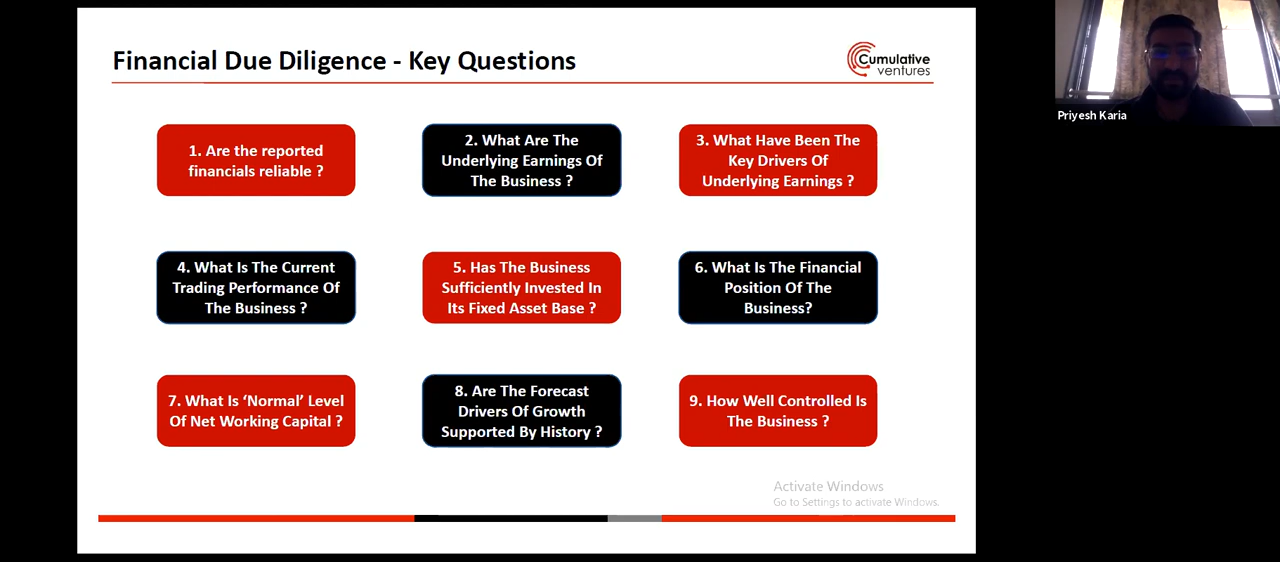 Financial Due Diligence - Key Questions
Cumulative
ventures
Priyesh Karia
1. Are the reported
financials reliable ?
2. What Are The
Underlying Earnings Of
The Business ?
3. What Have Been The
Key Drivers Of
Underlying Earnings ?
4. What Is The Current
Trading Performance Of
The Business ?
5. Has The Business
Sufficiently Invested In
Its Fixed Asset Base ?
6. What Is The Financial
Position Of The
Business?
7. What Is ‘Normal’ Level
Of Net Working Capital ?
8. Are The Forecast
Drivers Of Growth
Supported By History ?
9. How Well Controlled Is
The Business ?
Activate Windows
Go to Settings to activate Windows.